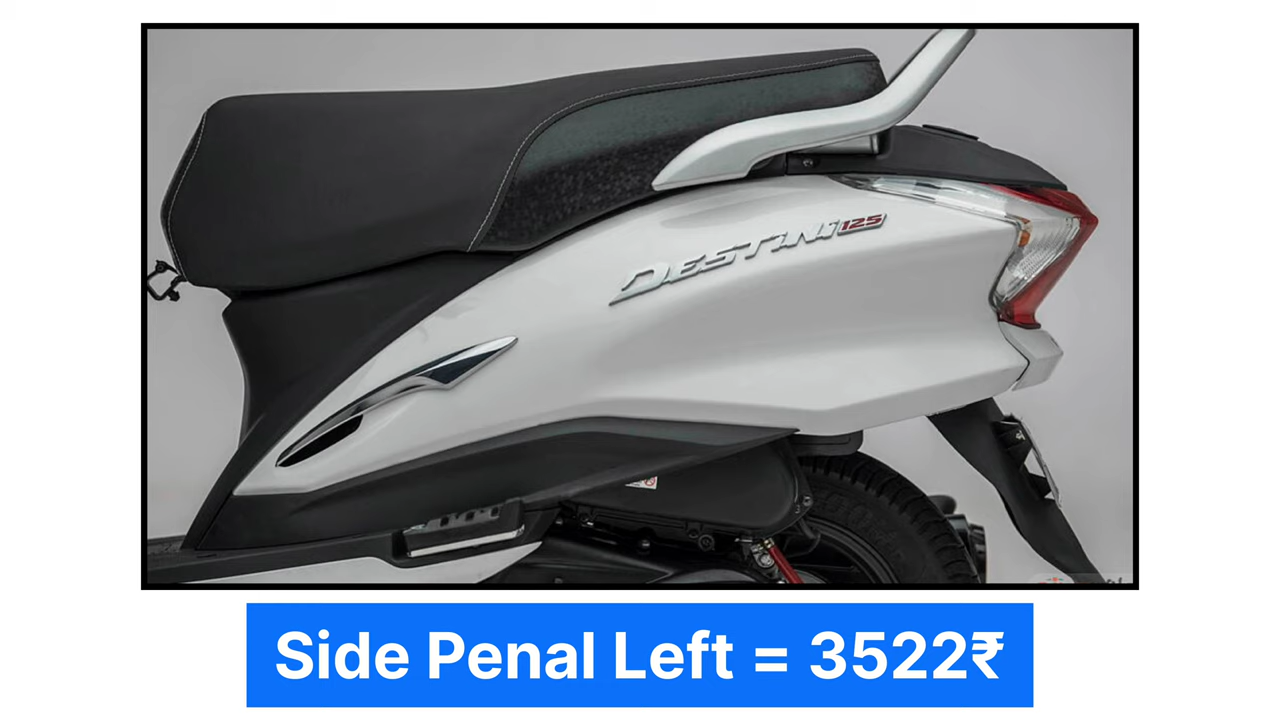 DESTINI 125
Side Penal Left = 3522₹